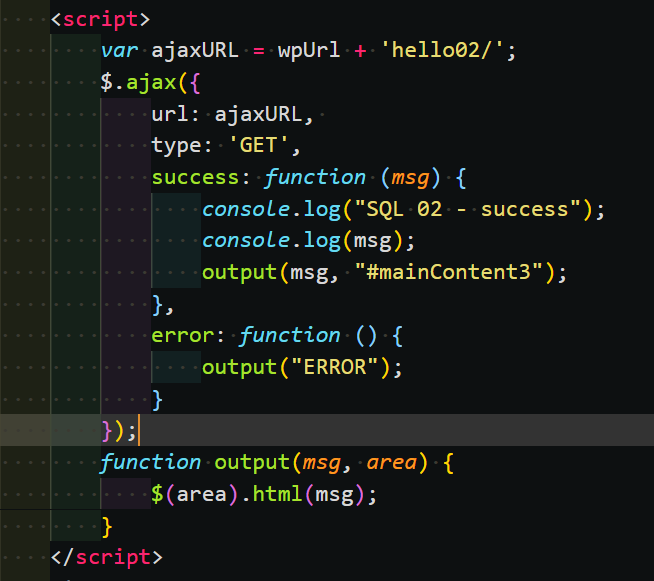 <script>
var ajaxURL = wpUrl + 'hello02/';
$.ajax({
url: ajaxURL,
type: 'GET',
success: function (msg) {
console.log("SQL 02 - success");
console.log(msg);
output(msg, "#mainContent3");
},
error: function () {
output("ERROR");
}
});
function output(msg, area) {
$(area).html(msg);
}
</script>